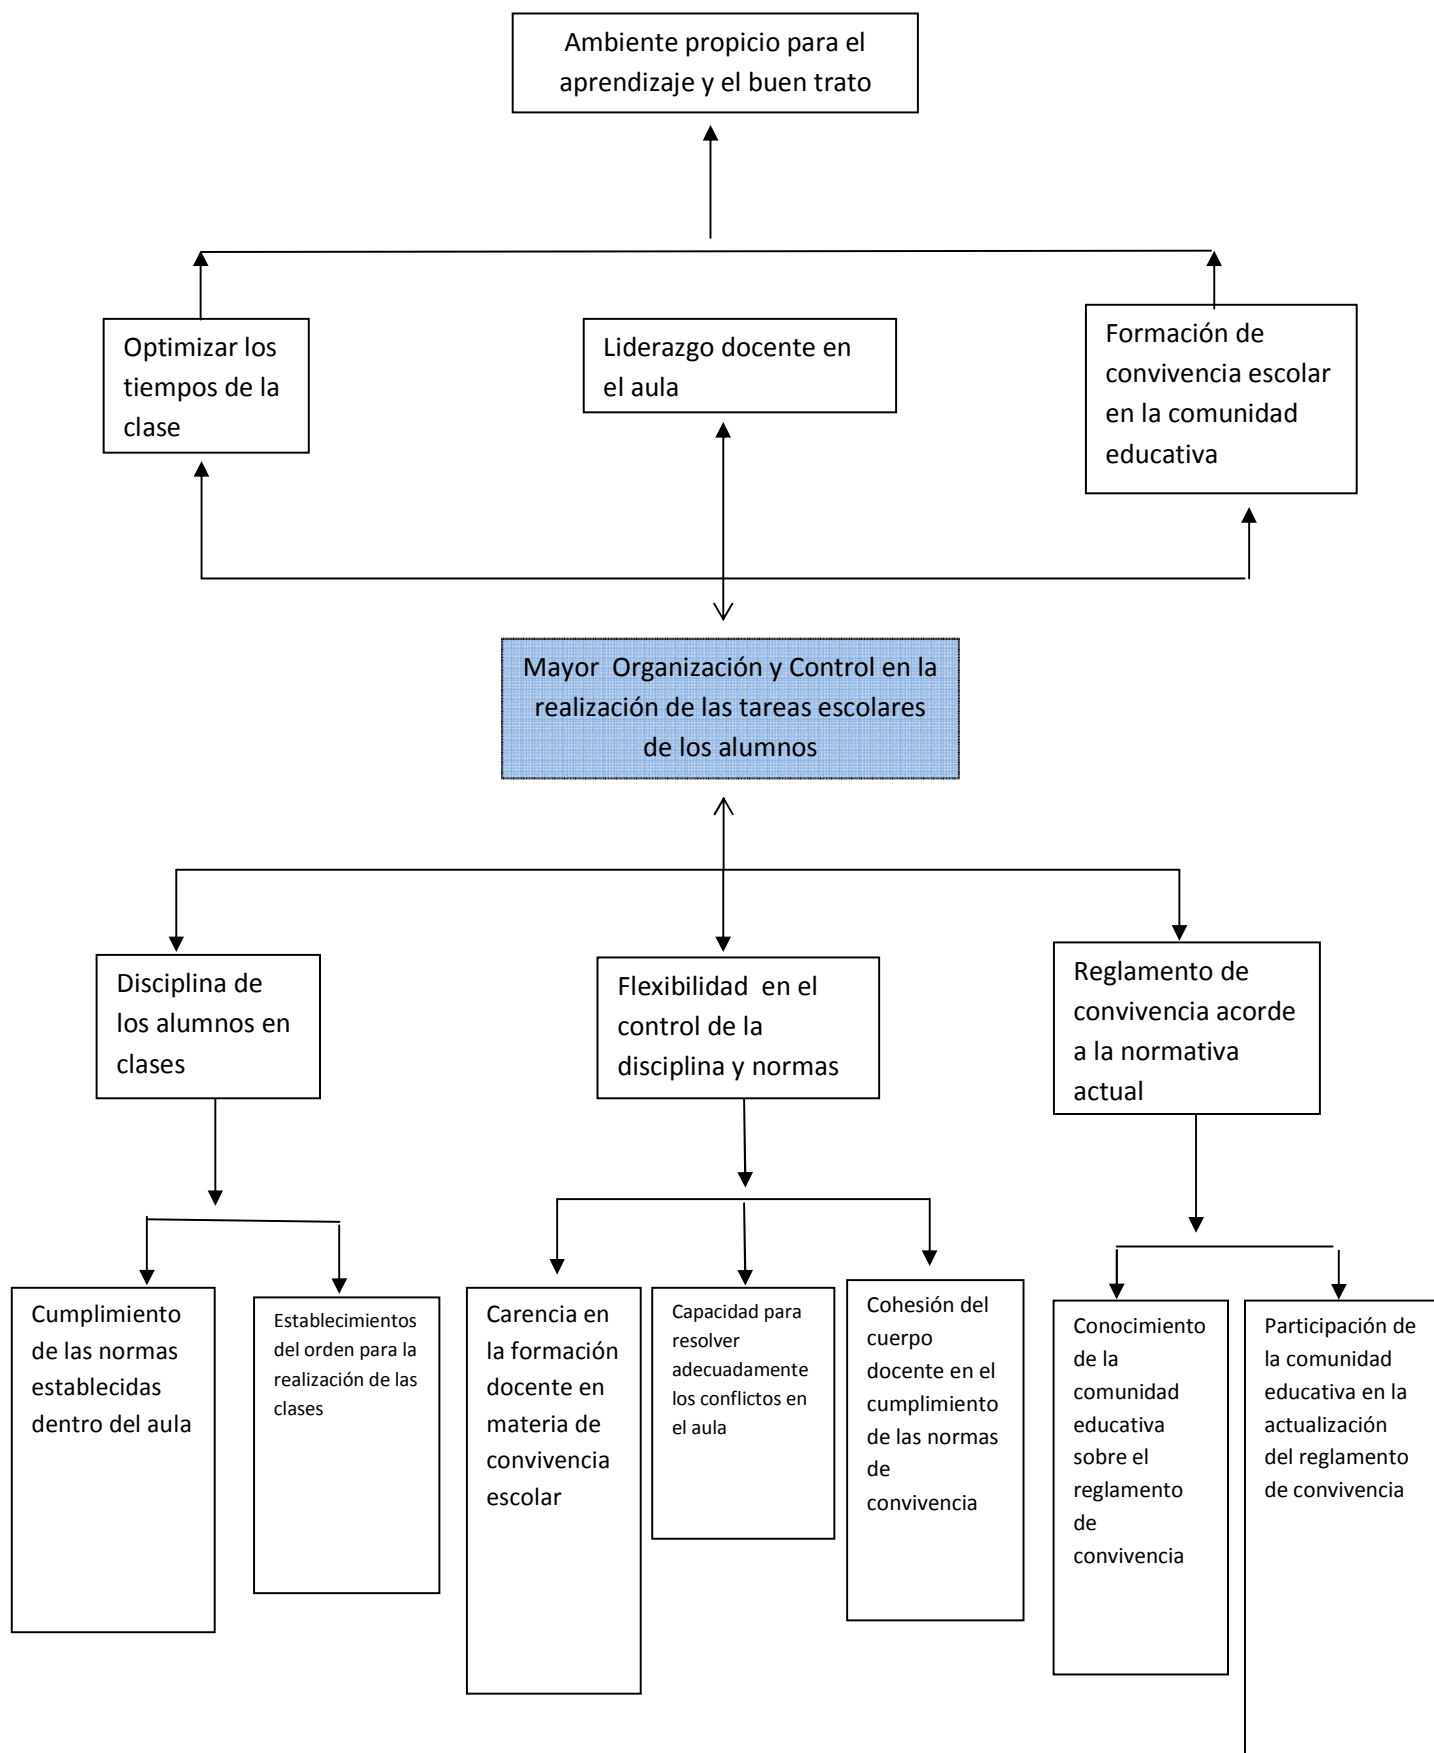 Ambiente propicio para el
aprendizaje y el buen trato
Optimizar los
tiempos de la
clase
Liderazgo docente en
el aula
Formación de
convivencia escolar
en la comunidad
educativa
Mayor  Organización y Control en la
realización de las tareas escolares
de los alumnos
Disciplina de
los alumnos en
clases
Flexibilidad  en el
control de la
disciplina y normas
Reglamento de
convivencia acorde
a la normativa
actual
Cumplimiento
de las normas
establecidas
dentro del aula
Establecimientos
del orden para la
realización de las
clases
Carencia en
la formación
docente en
materia de
convivencia
escolar
Capacidad para
resolver
adecuadamente
los conflictos en
el aula
Cohesión del
cuerpo
docente en el
cumplimiento
de las normas
de
convivencia
Conocimiento
de la
comunidad
educativa
sobre el
reglamento
de
convivencia
Participación de
la comunidad
educativa en la
actualización
del reglamento
de convivencia